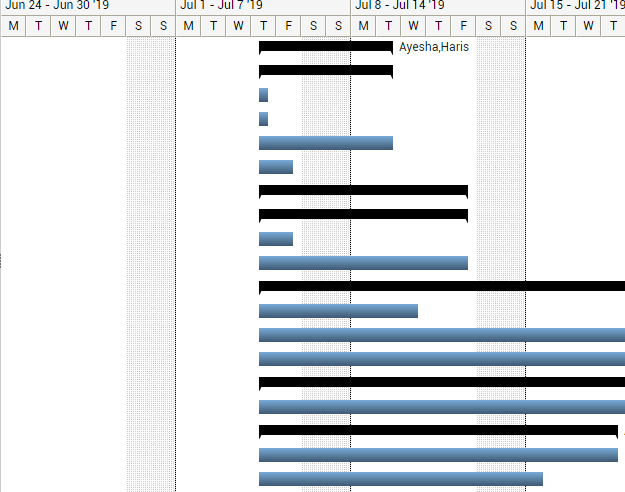 Jun 24 - Jun 30 '19 Jul 1 - Jul 7 '19 Jul 8 - Jul 14 '19 Jul 15 - Jul 21 '19
M T W T F S S M T W T F S S M T W T F S S M T W T
Ayesha,Haris